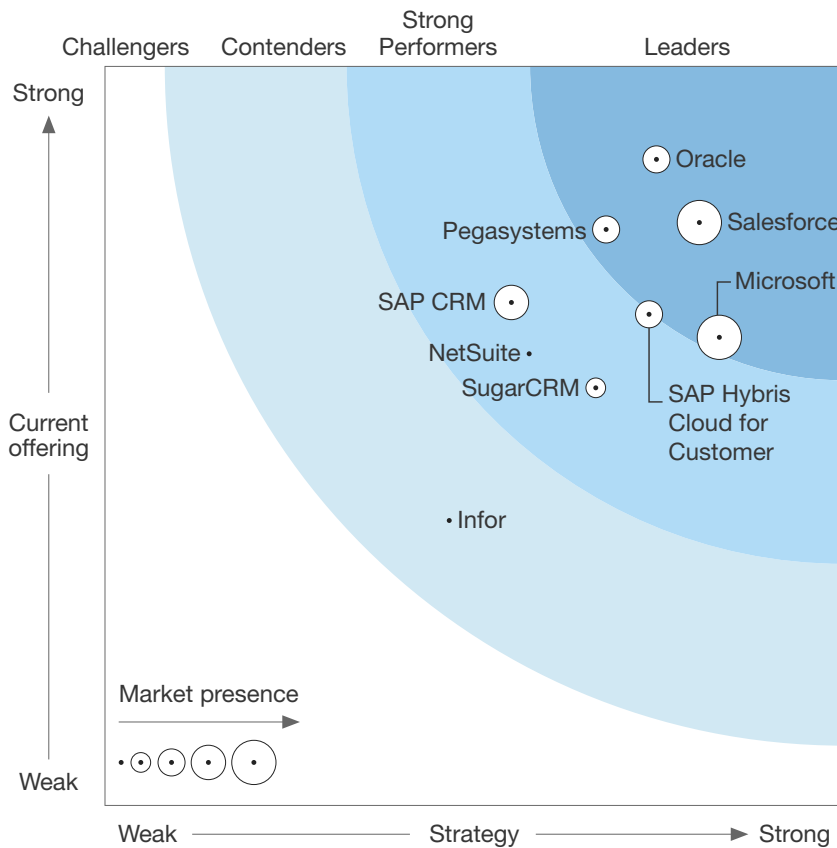 Strong
Challengers Contenders Performers Leaders
Strong
Oracle
Salesforce
Pegasystems
Microsoft
SAP CRM
NetSuite
SugarCRM
SAP Hybris
Cloud for
Customer
Current
offering
Infor
Market presence
Weak
Weak Strategy Strong